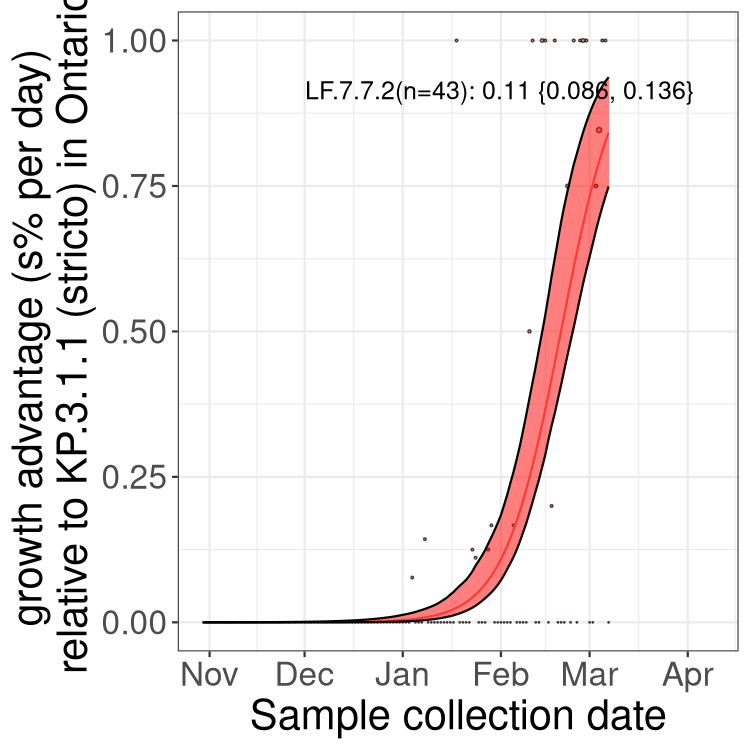 growth advantage (s% per day)
relative to KP.3.1.1 (stricto) in Ontario
1.00
0.75
0.50
0.25
0.00
LF.7.7.2(n=43): 0.11 {0.086, 0.136}
Nov Dec Jan Feb Mar Apr
Sample collection date